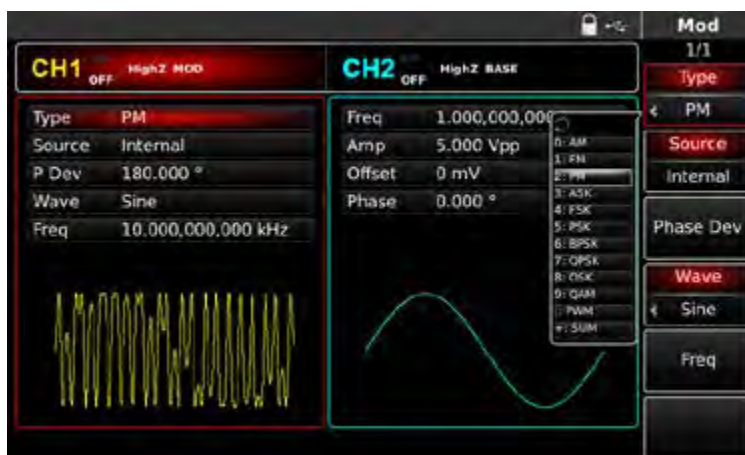 Mod
1/1
CH1 OFF HighZ MOD
CH2 OFF HighZ BASE
Type
PM
Type PM
Source Internal
P Dev 180.000 °
Wave Sine
Freq 10.000,000,000 kHz
Freq 1.000,000,000
Amp 5.000 Vpp
Offset 0 mV
Phase 0.000 °
0: AM
1: FM
2: PM
3: ASK
4: FSK
5: PSK
6: BPSK
7: QPSK
8: OSK
9: QAM
.: PWM
+: SUM
Source
Internal
Phase Dev
Wave
Sine
Freq